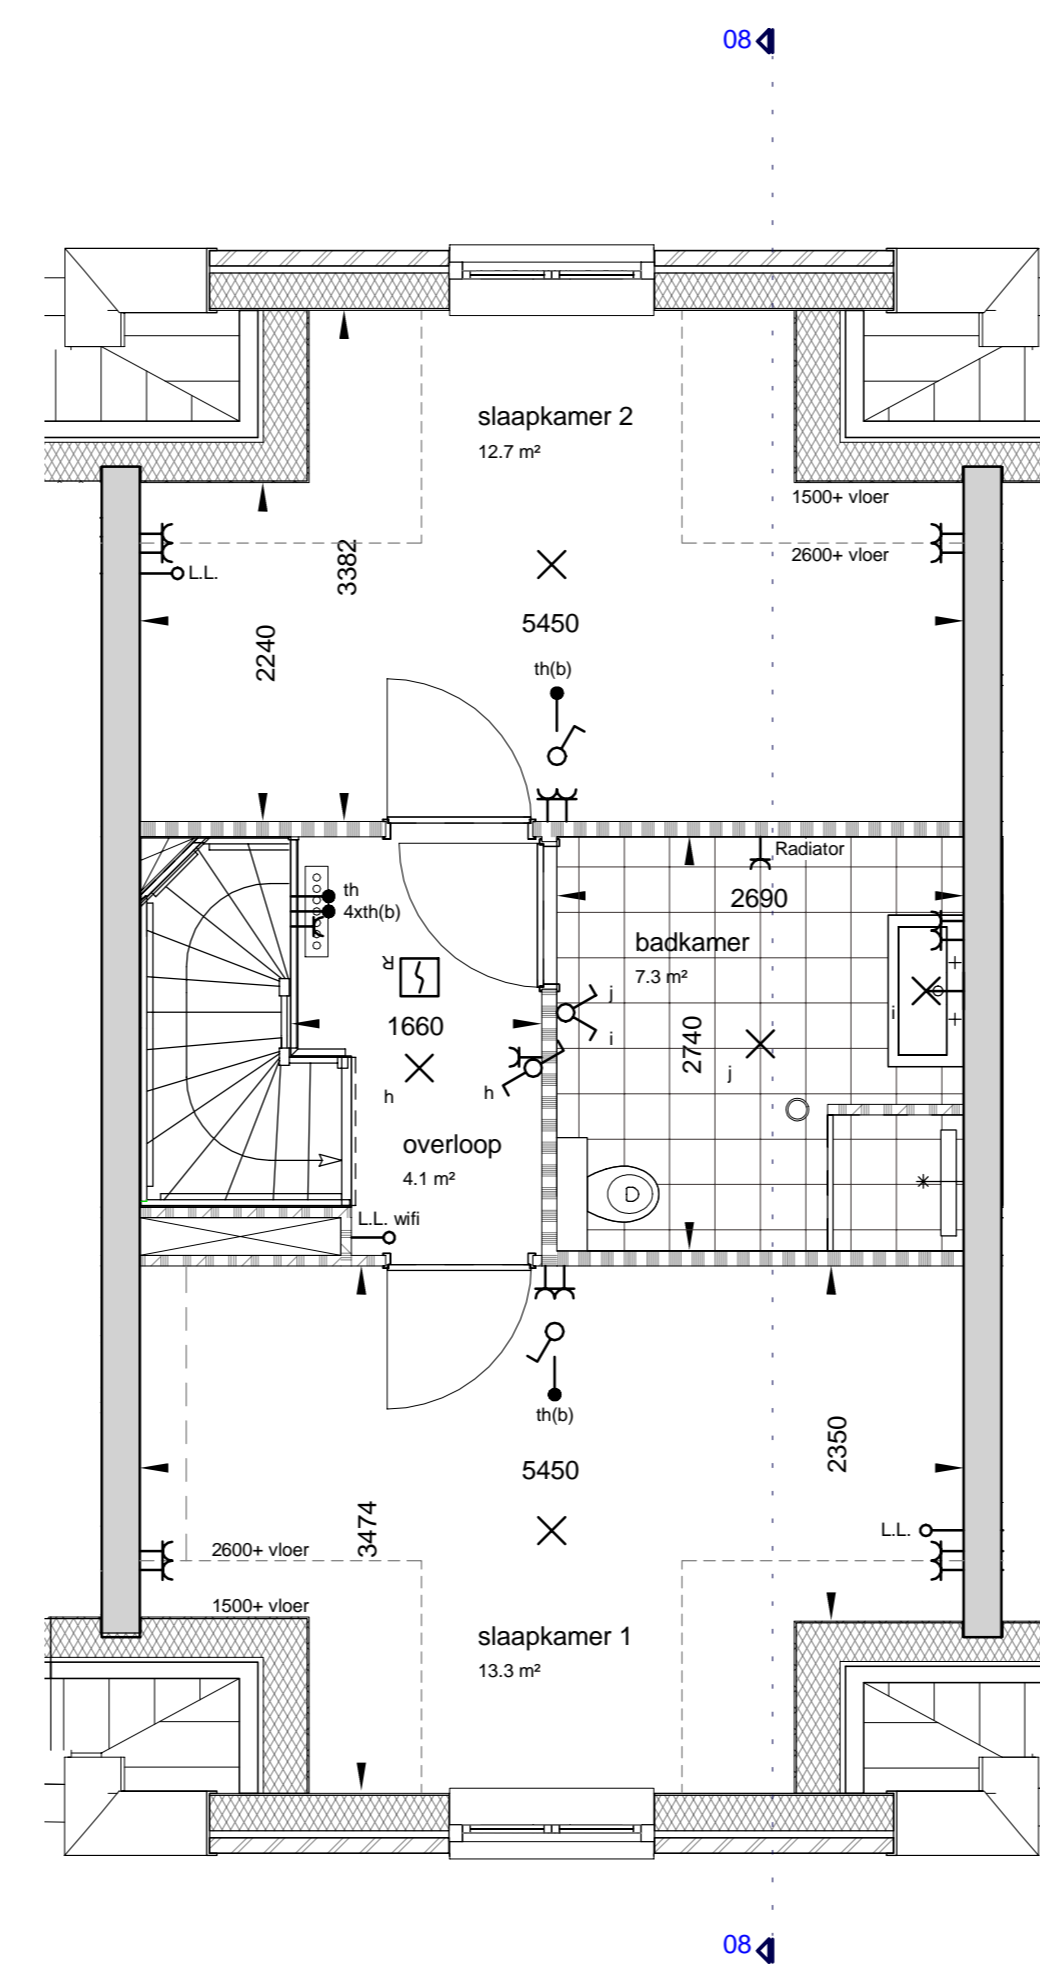 08
slaapkamer 2
12.7 m²
1500+ vloer
2600+ vloer
3382
L.L.
5450
2240
th(b)
Radiator
th
2690
4xth(b)
badkamer
R
7.3 m²
j
i
1660
2740
i
j
h
h
overloop
4.1 m²
D
L.L. wifi
th(b)
2350
5450
3474
L.L.
2600+ vloer
1500+ vloer
slaapkamer 1
13.3 m²
08